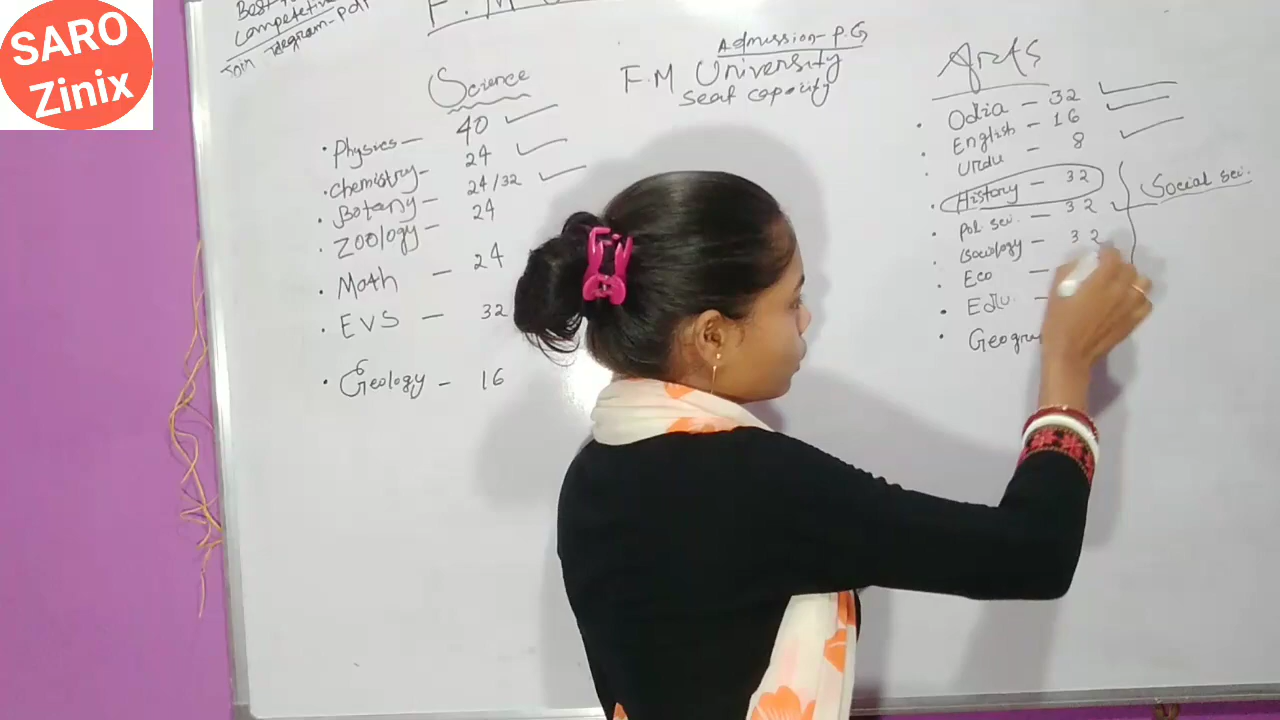 SARO
Zinix
Best
Competetive
Join Telegram-pdf
F. M
Admission-P.G
F.M University
Seat capacity
Science
• Physics – 40
• Chemistry – 24
• Botany – 24/32
• Zoology – 24
• Math – 24
• EVS – 32
• Geology – 16
Arts
• Odia – 32
• English – 16
• Urdu – 8
• History – 32
• Pol. sci. – 32
• Sociology – 32
• Eco –
• Edu. –
• Geogra
Social sci.